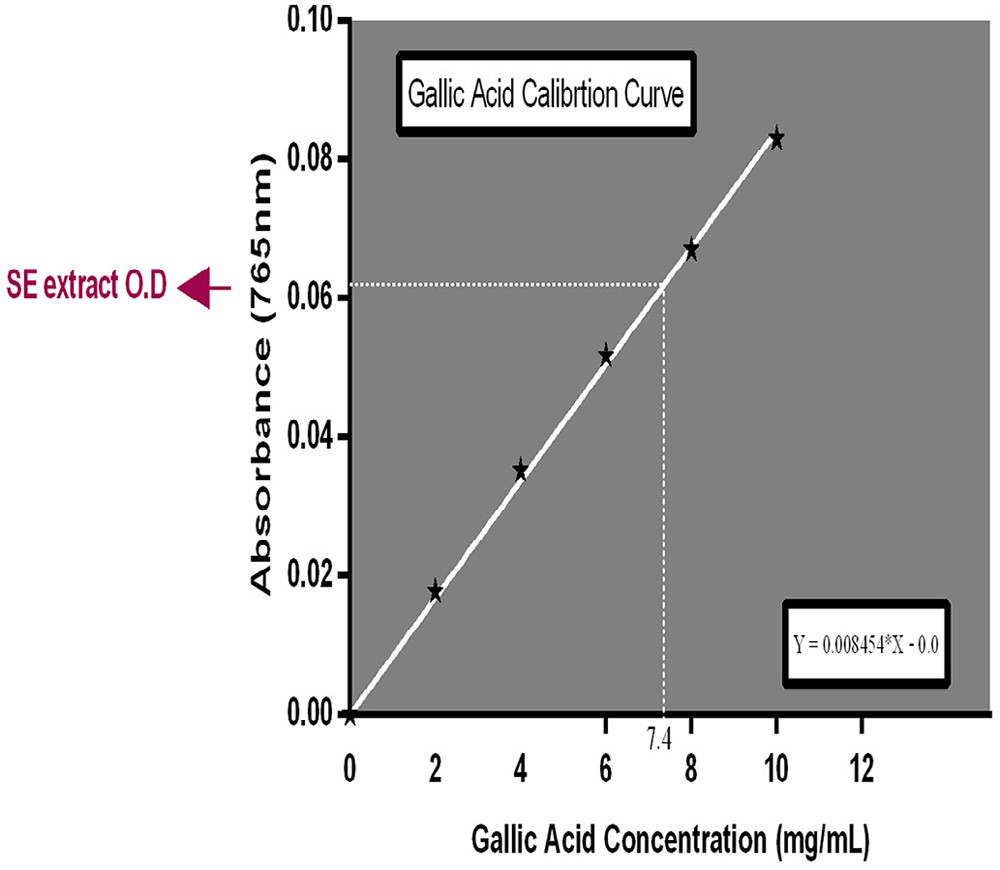 0.10
Gallic Acid Calibrtion Curve
0.08
SE extract O.D
0.06
Absorbance (765nm)
0.04
0.02
Y = 0.008454*X - 0.0
0.00
7.4
0 2 4 6 8 10 12
Gallic Acid Concentration (mg/mL)